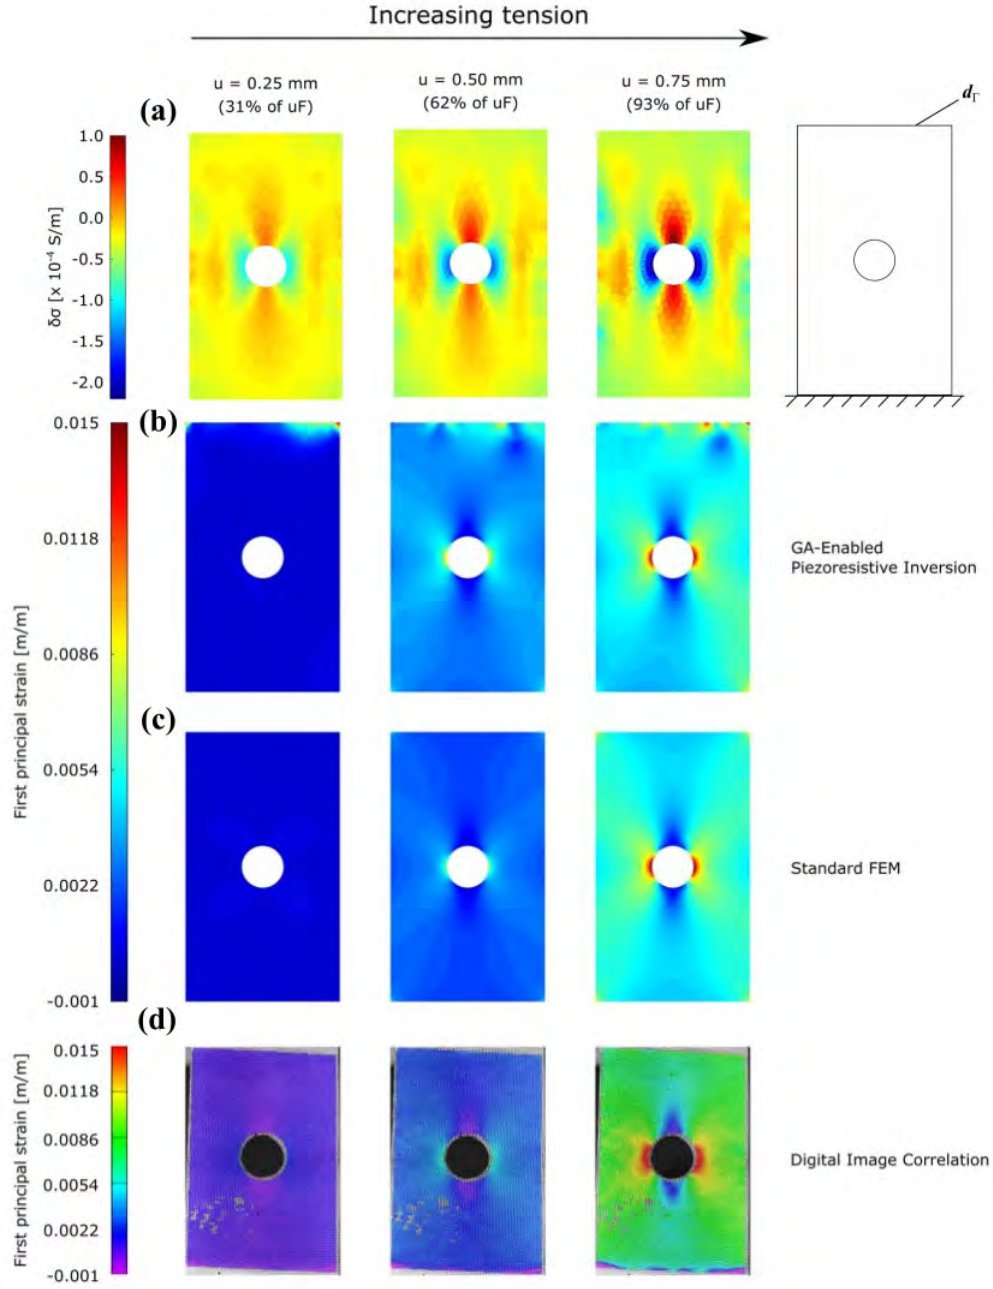 Increasing tension
u = 0.25 mm
(31% of uF)
u = 0.50 mm
(62% of uF)
u = 0.75 mm
(93% of uF)
d_Γ
(a)
1.0
0.5
0.0
-0.5
-1.0
-1.5
-2.0
δσ [x 10⁻⁴ S/m]
(b)
0.015
0.0118
0.0086
0.0054
0.0022
-0.001
First principal strain [m/m]
GA-Enabled
Piezoresistive Inversion
(c)
Standard FEM
(d)
0.015
0.0118
0.0086
0.0054
0.0022
-0.001
First principal strain [m/m]
Digital Image Correlation